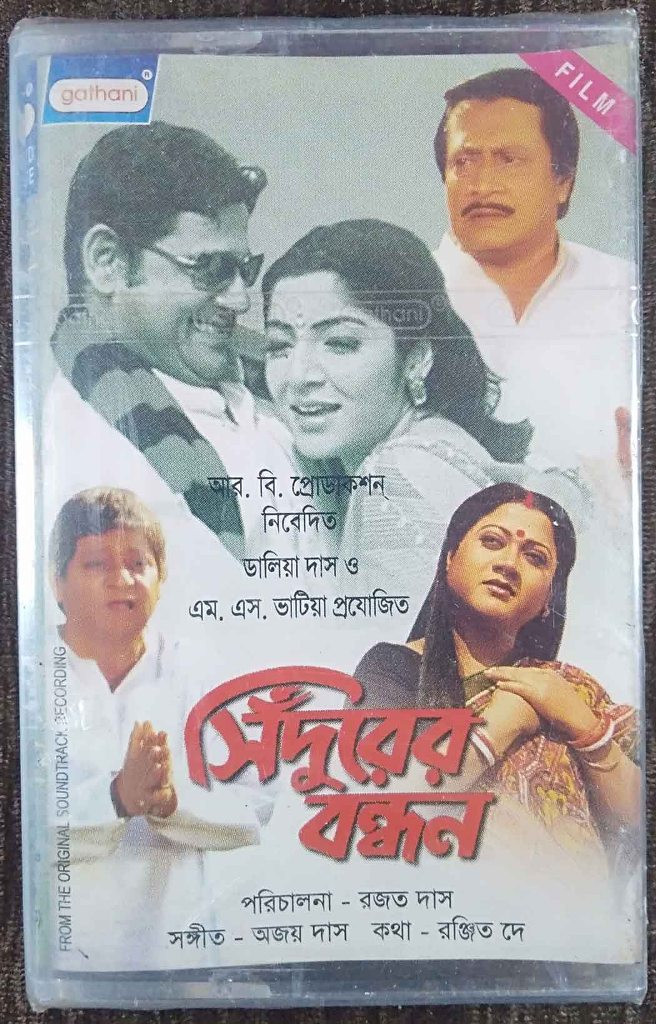 gathani
FILM
gathani
আর. বি. প্রোডাকশন্
নিবেদিত
ডালিয়া দাস ও
এম. এস. ভাটিয়া প্রযোজিত
সিঁদুরের
বন্ধন
পরিচালনা - রজত দাস
সঙ্গীত - অজয় দাস কথা - রঞ্জিত দে
FROM THE ORIGINAL SOUNDTRACK RECORDING